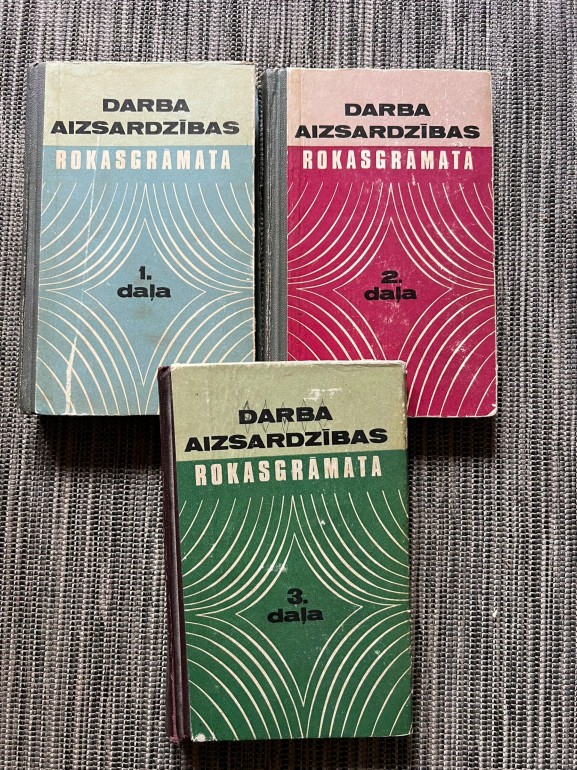 DARBA
AIZSARDZĪBAS
ROKASGRĀMATA
1.
daļa
DARBA
AIZSARDZĪBAS
ROKASGRĀMATA
2.
daļa
DARBA
AIZSARDZĪBAS
ROKASGRĀMATA
3.
daļa